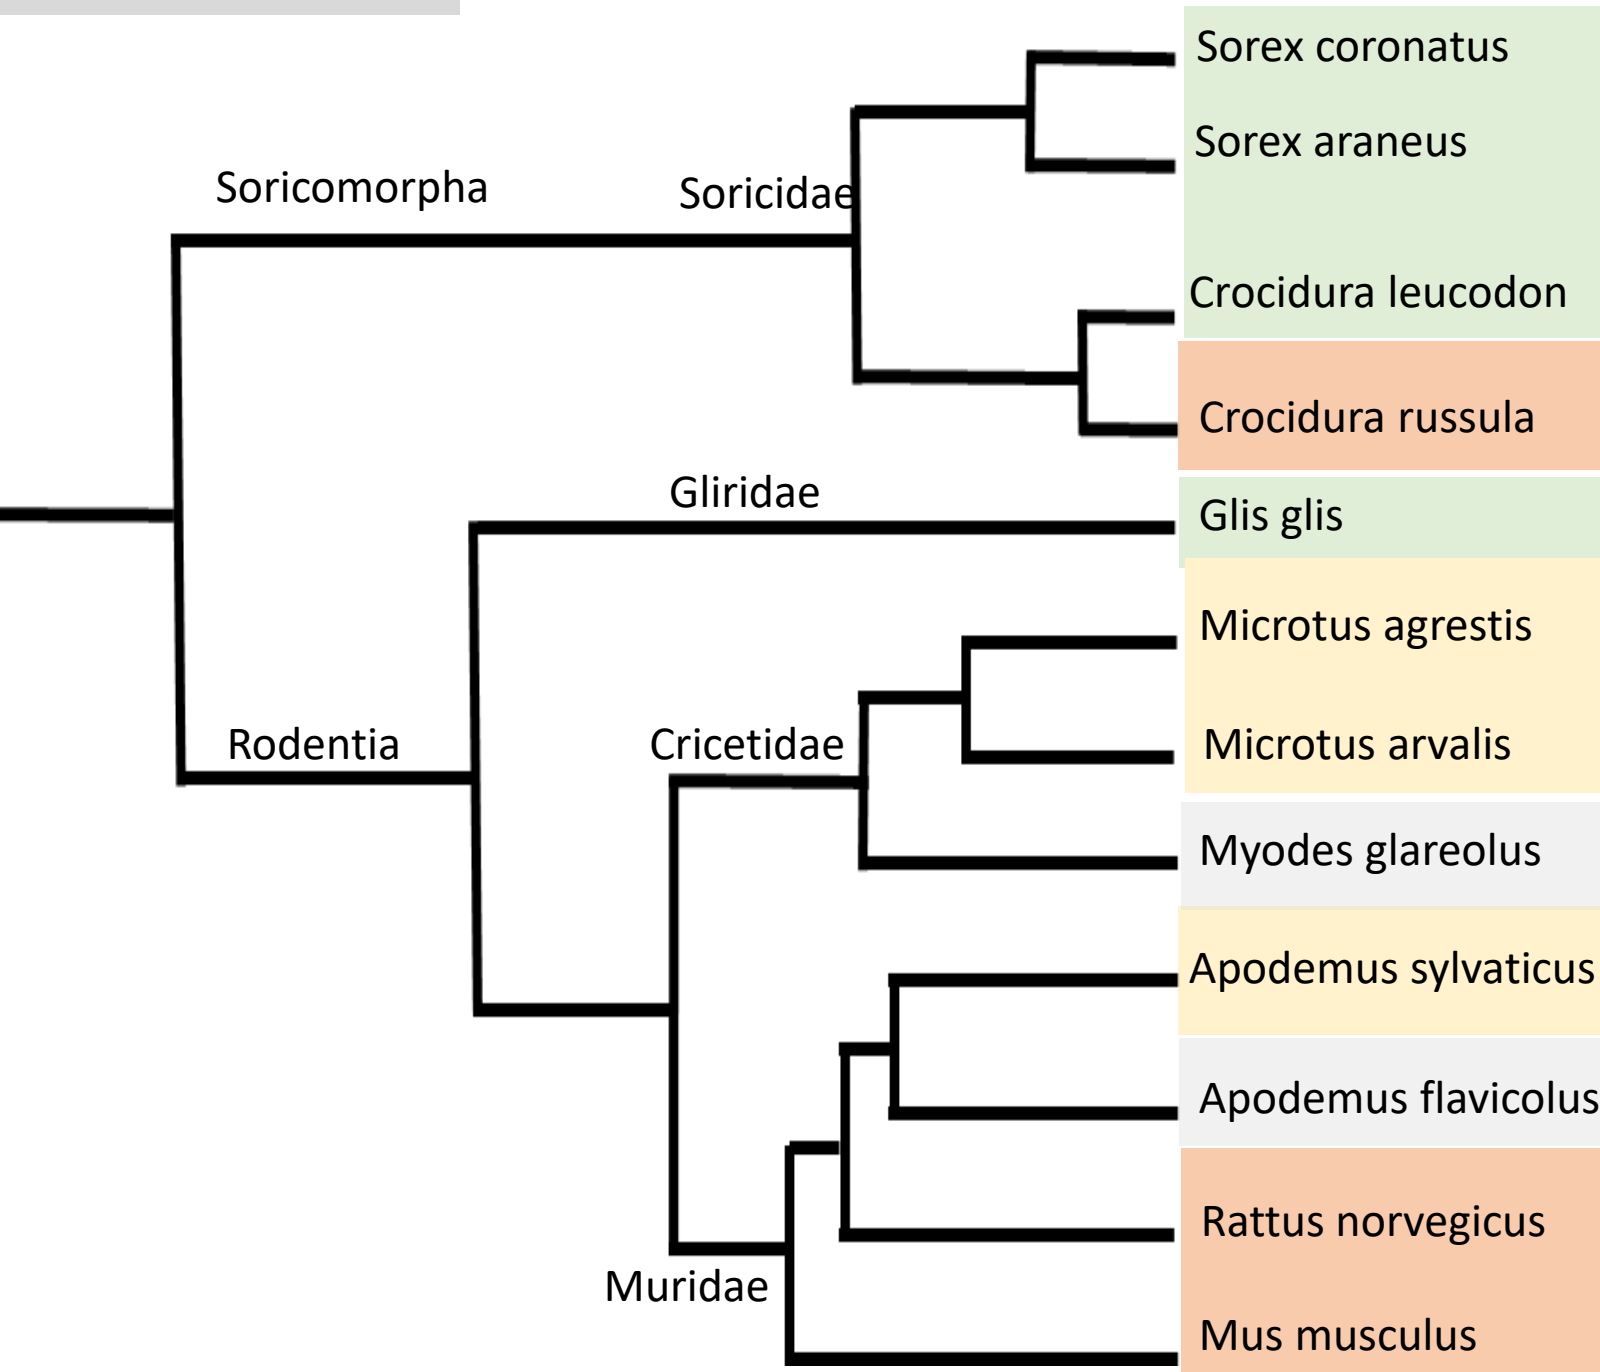 Sorex coronatus
Sorex araneus
Soricomorpha
Soricidae
Crocidura leucodon
Crocidura russula
Gliridae
Glis glis
Microtus agrestis
Rodentia
Cricetidae
Microtus arvalis
Myodes glareolus
Apodemus sylvaticus
Apodemus flavicolus
Rattus norvegicus
Muridae
Mus musculus